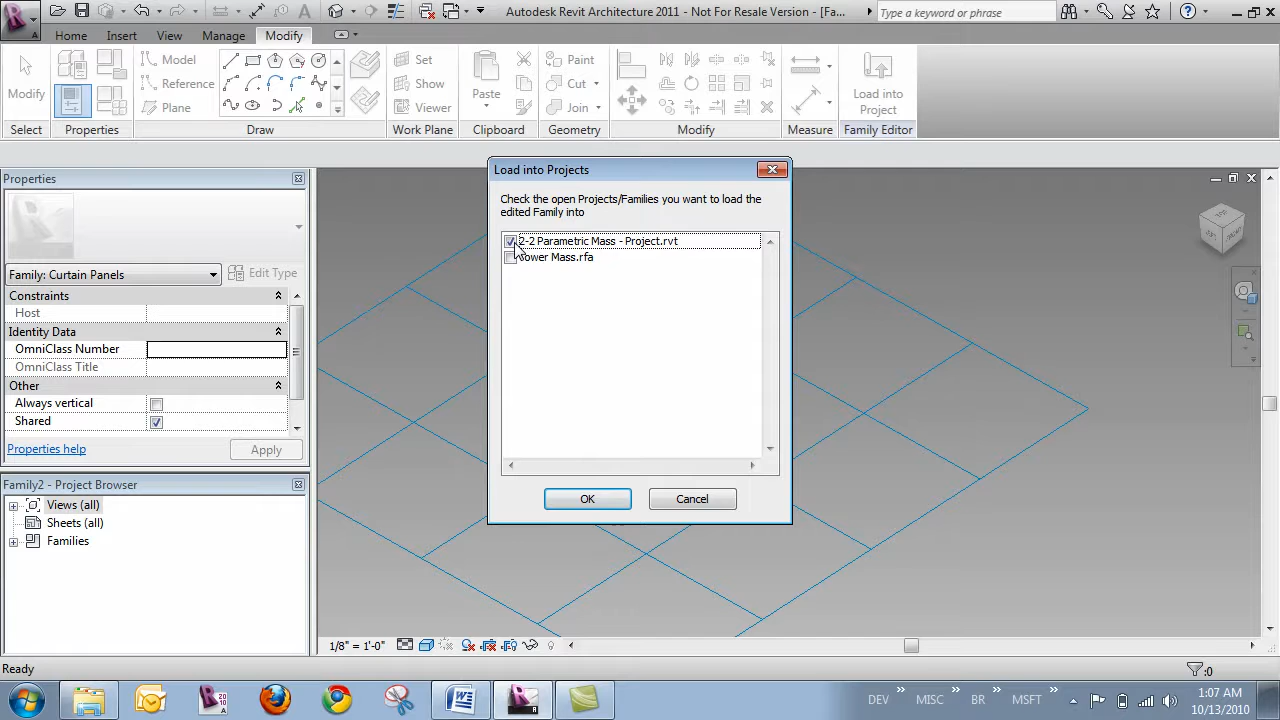 Autodesk Revit Architecture 2011 - Not For Resale Version - [Fa...
Type a keyword or phrase
A
Home Insert View Manage Modify
Modify
Model
Reference
Plane
Set
Show
Viewer
Paste
Paint
Cut
Join
Load into
Project
Select Properties Draw Work Plane Clipboard Geometry Modify Measure Family Editor
Properties
Family: Curtain Panels
Edit Type
Constraints
Host
Identity Data
OmniClass Number
OmniClass Title
Other
Always vertical
Shared
Properties help
Apply
Family2 - Project Browser
Views (all)
Sheets (all)
Families
Load into Projects
Check the open Projects/Families you want to load the
edited Family into
2-2 Parametric Mass - Project.rvt
Tower Mass.rfa
OK Cancel
TOP
1/8" = 1'-0"
Ready
:0
DEV MISC BR MSFT
1:07 AM
10/13/2010